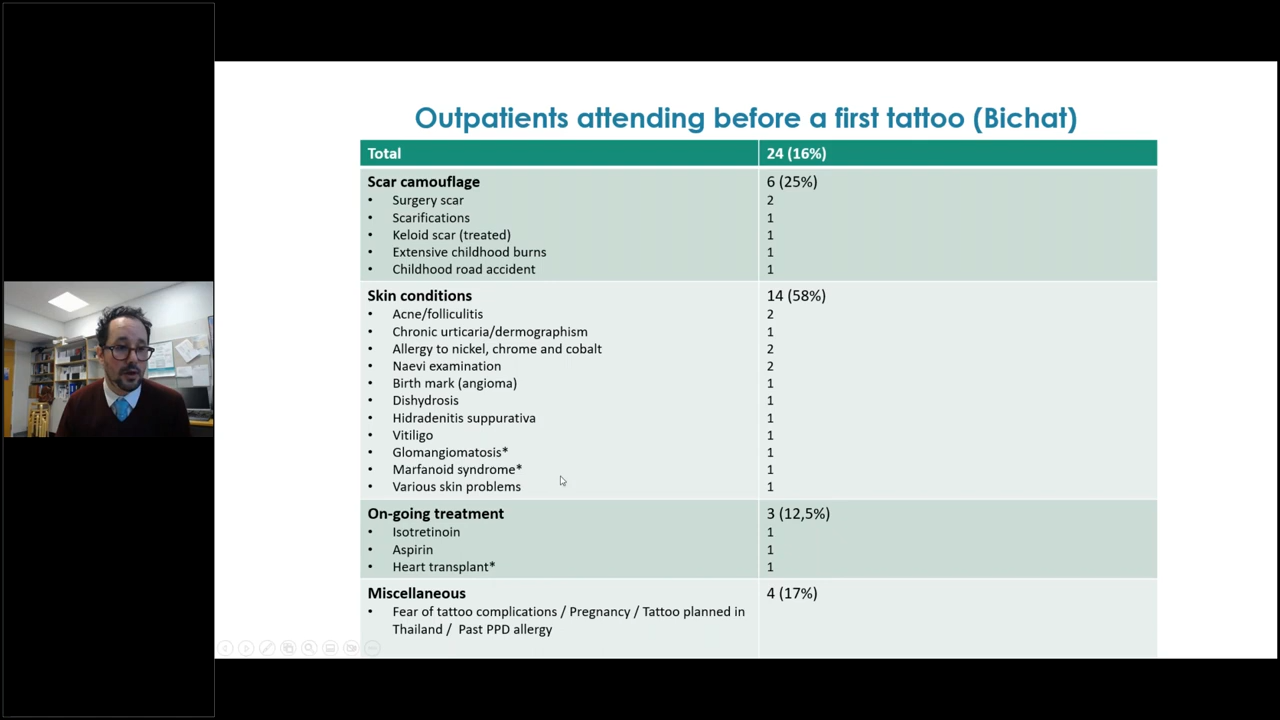 Outpatients attending before a first tattoo (Bichat)
Total 24 (16%)
Scar camouflage 6 (25%)
• Surgery scar 2
• Scarifications 1
• Keloid scar (treated) 1
• Extensive childhood burns 1
• Childhood road accident 1
Skin conditions 14 (58%)
• Acne/folliculitis 2
• Chronic urticaria/dermographism 1
• Allergy to nickel, chrome and cobalt 2
• Naevi examination 2
• Birth mark (angioma) 1
• Dishydrosis 1
• Hidradenitis suppurativa 1
• Vitiligo 1
• Glomangiomatosis* 1
• Marfanoid syndrome* 1
• Various skin problems 1
On-going treatment 3 (12,5%)
• Isotretinoin 1
• Aspirin 1
• Heart transplant* 1
Miscellaneous 4 (17%)
• Fear of tattoo complications / Pregnancy / Tattoo planned in
Thailand / Past PPD allergy